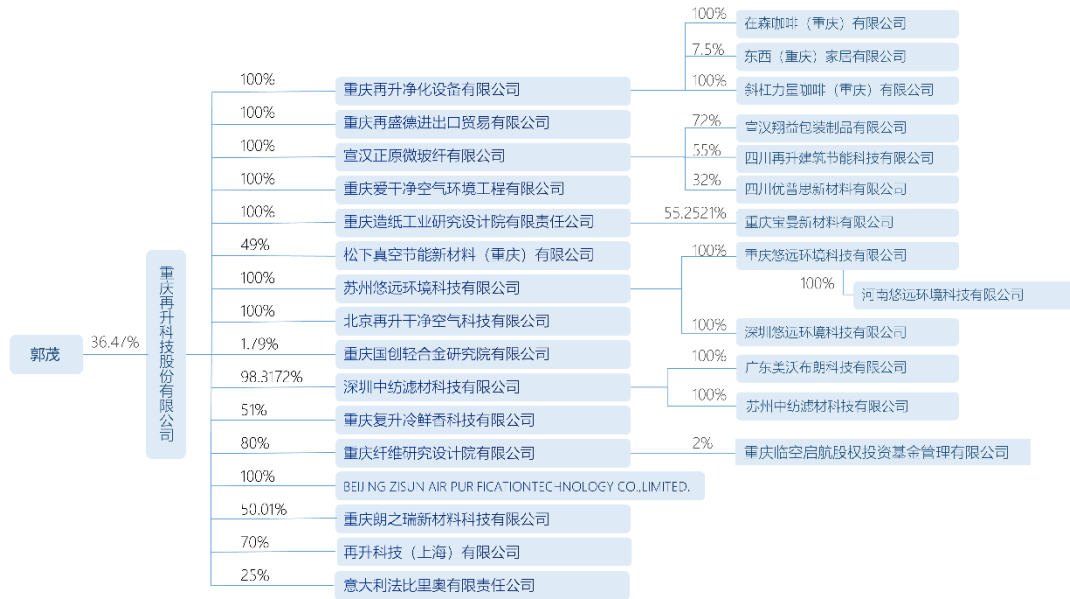 郭茂
36.47%
重庆再升科技股份有限公司
100%
重庆再升净化设备有限公司
100%
在森咖啡（重庆）有限公司
7.5%
东西（重庆）家居有限公司
100%
斜杠力量咖啡（重庆）有限公司
100%
重庆再盛德进出口贸易有限公司
100%
宣汉正原微玻纤有限公司
72%
宣汉翔益包装制品有限公司
55%
四川再升建筑节能科技有限公司
32%
四川优普思新材料有限公司
100%
重庆爱干净空气环境工程有限公司
100%
重庆造纸工业研究设计院有限责任公司
55.2521%
重庆宝曼新材料有限公司
49%
松下真空节能新材料（重庆）有限公司
100%
苏州悠远环境科技有限公司
100%
重庆悠远环境科技有限公司
100%
河南悠远环境科技有限公司
100%
深圳悠远环境科技有限公司
100%
北京再升干净空气科技有限公司
1.79%
重庆国创轻合金研究院有限公司
98.3172%
深圳中纺滤材科技有限公司
100%
广东美沃布朗科技有限公司
100%
苏州中纺滤材科技有限公司
51%
重庆复升冷鲜香科技有限公司
80%
重庆纤维研究设计院有限公司
2%
重庆临空启航股权投资基金管理有限公司
100%
BEIJING ZISUN AIR PURIFICATIONTECHNOLOGY CO.,LIMITED.
50.01%
重庆朗之瑞新材料科技有限公司
70%
再升科技（上海）有限公司
25%
意大利法比里奥有限责任公司